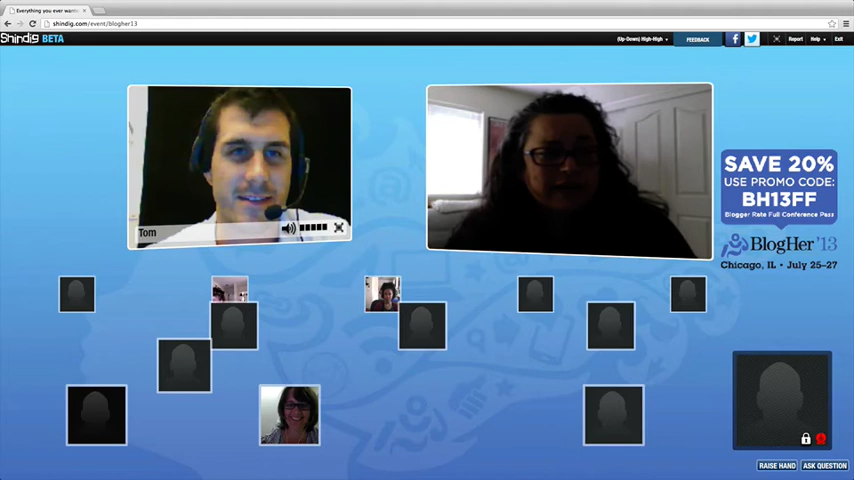 Everything you ever wan
shindig.com/event/blogher13
Shindig BETA
(Up-Down) High-High
FEEDBACK
Report
Help
Exit
Tom
SAVE 20%
USE PROMO CODE:
BH13FF
Blogger Rate Full Conference Pass
BlogHer '13
Chicago, IL • July 25-27
RAISE HAND
ASK QUESTION